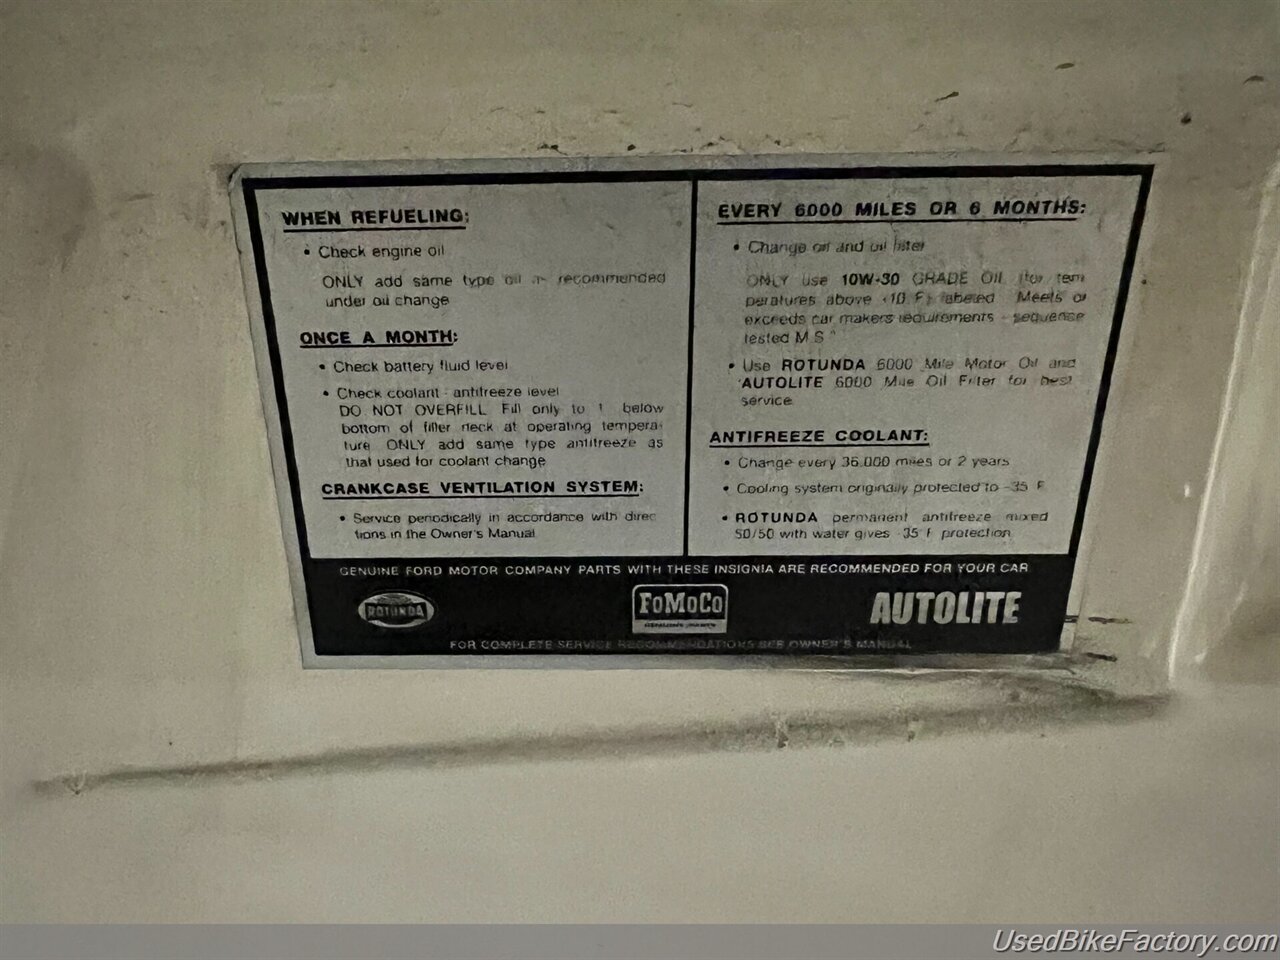 WHEN REFUELING:
• Check engine oil
ONLY add same type oil as recommended
under oil change
ONCE A MONTH:
• Check battery fluid level
• Check coolant - antifreeze level
DO NOT OVERFILL Fill only to 1 below
bottom of filler neck at operating tempera-
ture ONLY add same type antifreeze as
that used for coolant change
CRANKCASE VENTILATION SYSTEM:
• Service periodically in accordance with direc
tions in the Owner's Manual
EVERY 6000 MILES OR 6 MONTHS:
• Change oil and oil filter
ONLY use 10W-30 GRADE OIL (for tem
peratures above -10 F) labeled Meets or
exceeds car makers requirements - sequence
tested M S "
• Use ROTUNDA 6000 Mile Motor Oil and
AUTOLITE 6000 Mile Oil Filter for best
service
ANTIFREEZE COOLANT:
• Change every 36,000 miles or 2 years
• Cooling system originally protected to -35 F
• ROTUNDA permanent antifreeze mixed
50/50 with water gives -35 F protection
GENUINE FORD MOTOR COMPANY PARTS WITH THESE INSIGNIA ARE RECOMMENDED FOR YOUR CAR
ROTUNDA
FoMoCo
GENUINE PARTS
AUTOLITE
FOR COMPLETE SERVICE RECOMMENDATIONS SEE OWNER'S MANUAL
UsedBikeFactory.com